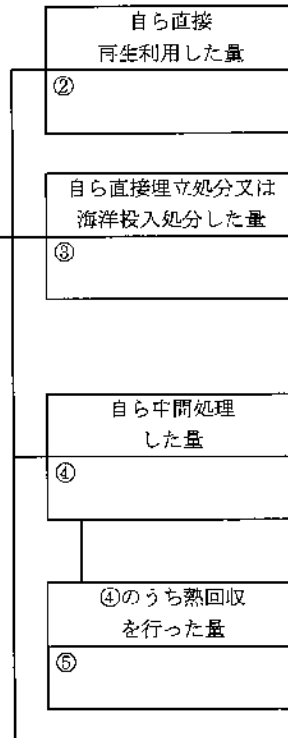 自ら直接
再生利用した量
②
自ら直接埋立処分又は
海洋投入処分した量
③
自ら中間処理
した量
④
④のうち熱回収
を行った量
⑤